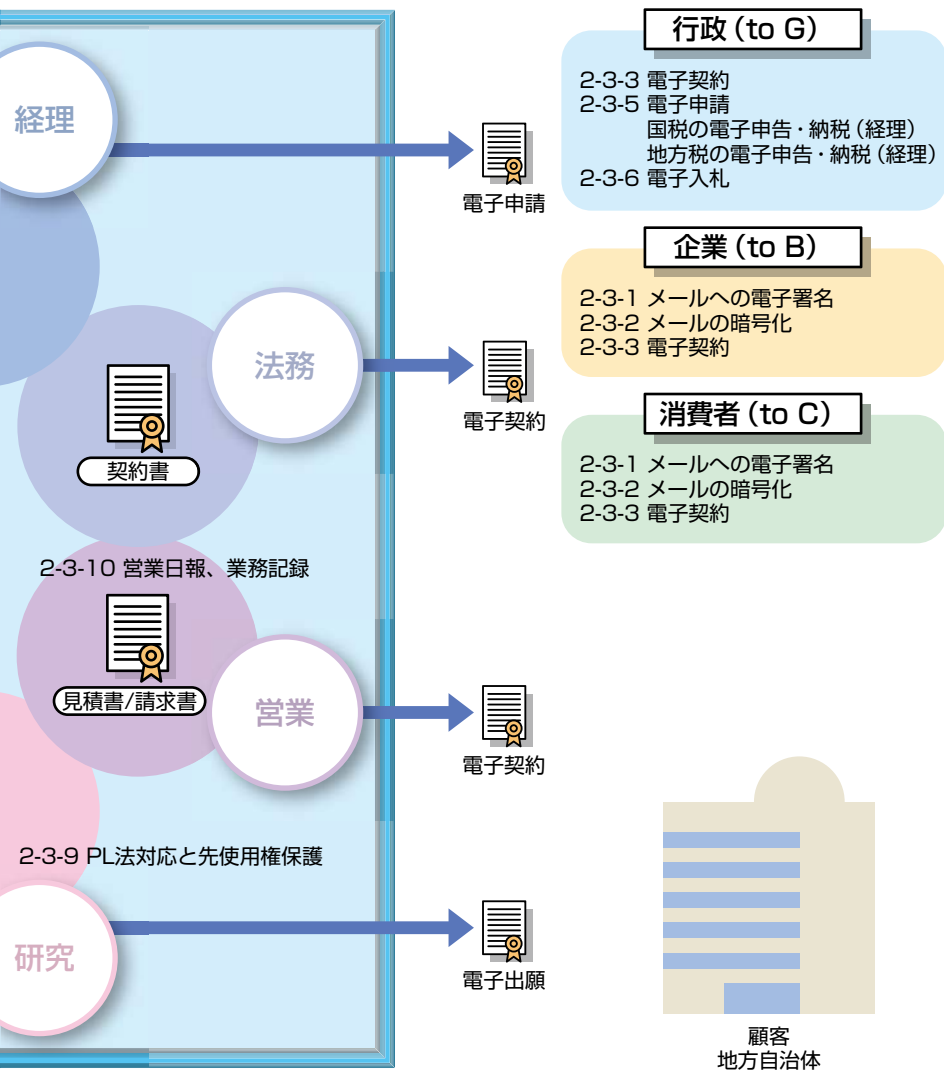 経理
法務
契約書
2-3-10 営業日報、業務記録
見積書/請求書
営業
2-3-9 PL法対応と先使用権保護
研究
電子申請
電子契約
電子契約
電子出願
行政（to G）
2-3-3 電子契約
2-3-5 電子申請
国税の電子申告・納税（経理）
地方税の電子申告・納税（経理）
2-3-6 電子入札
企業（to B）
2-3-1 メールへの電子署名
2-3-2 メールの暗号化
2-3-3 電子契約
消費者（to C）
2-3-1 メールへの電子署名
2-3-2 メールの暗号化
2-3-3 電子契約
顧客
地方自治体